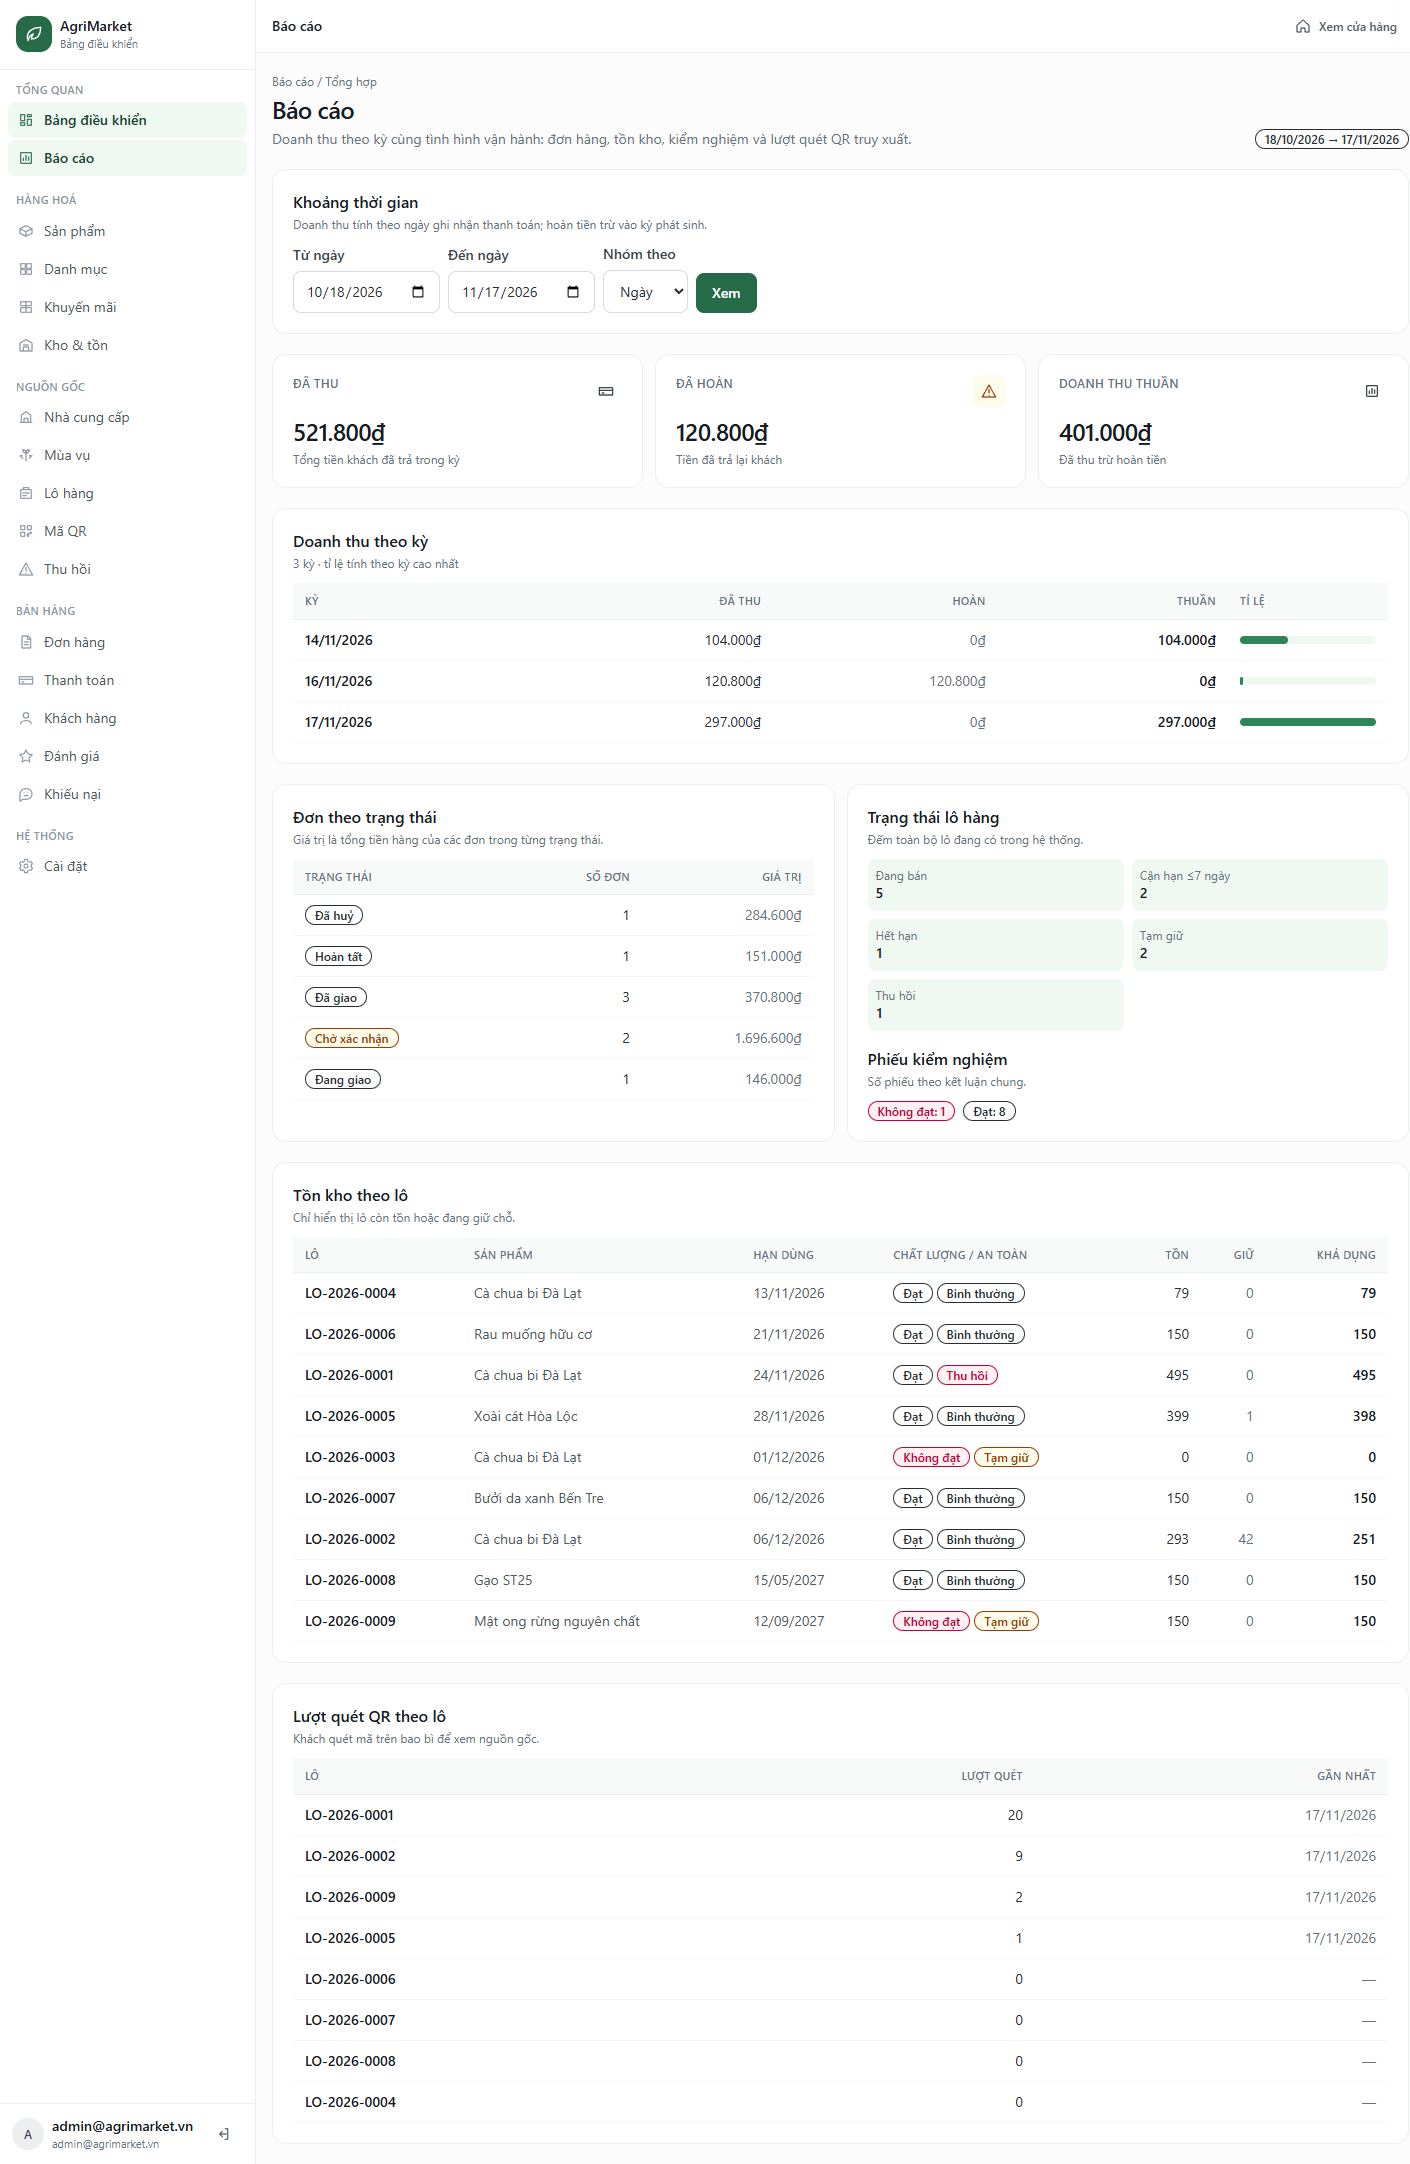 AgriMarket
Bảng điều khiển
TỔNG QUAN
Bảng điều khiển
Báo cáo
HÀNG HOÁ
Sản phẩm
Danh mục
Khuyến mãi
Kho & tồn
NGUỒN GỐC
Nhà cung cấp
Mùa vụ
Lô hàng
Mã QR
Thu hồi
BÁN HÀNG
Đơn hàng
Thanh toán
Khách hàng
Đánh giá
Khiếu nại
HỆ THỐNG
Cài đặt
A
admin@agrimarket.vn
admin@agrimarket.vn
Báo cáo
Xem cửa hàng
Báo cáo / Tổng hợp
Báo cáo
Doanh thu theo kỳ cùng tình hình vận hành: đơn hàng, tồn kho, kiểm nghiệm và lượt quét QR truy xuất.
18/10/2026 → 17/11/2026
Khoảng thời gian
Doanh thu tính theo ngày ghi nhận thanh toán; hoàn tiền trừ vào kỳ phát sinh.
Từ ngày Đến ngày Nhóm theo
10/18/2026 11/17/2026 Ngày Xem
ĐÃ THU
521.800₫
Tổng tiền khách đã trả trong kỳ
ĐÃ HOÀN
120.800₫
Tiền đã trả lại khách
DOANH THU THUẦN
401.000₫
Đã thu trừ hoàn tiền
Doanh thu theo kỳ
3 kỳ · tỉ lệ tính theo kỳ cao nhất
KỲ ĐÃ THU HOÀN THUẦN TỈ LỆ
14/11/2026 104.000₫ 0₫ 104.000₫
16/11/2026 120.800₫ 120.800₫ 0₫
17/11/2026 297.000₫ 0₫ 297.000₫
Đơn theo trạng thái
Giá trị là tổng tiền hàng của các đơn trong từng trạng thái.
TRẠNG THÁI SỐ ĐƠN GIÁ TRỊ
Đã huỷ 1 284.600₫
Hoàn tất 1 151.000₫
Đã giao 3 370.800₫
Chờ xác nhận 2 1.696.600₫
Đang giao 1 146.000₫
Trạng thái lô hàng
Đếm toàn bộ lô đang có trong hệ thống.
Đang bán
5
Cận hạn ≤7 ngày
2
Hết hạn
1
Tạm giữ
2
Thu hồi
1
Phiếu kiểm nghiệm
Số phiếu theo kết luận chung.
Không đạt: 1 Đạt: 8
Tồn kho theo lô
Chỉ hiển thị lô còn tồn hoặc đang giữ chỗ.
LÔ SẢN PHẨM HẠN DÙNG CHẤT LƯỢNG / AN TOÀN TỒN GIỮ KHẢ DỤNG
LO-2026-0004 Cà chua bi Đà Lạt 13/11/2026 Đạt Bình thường 79 0 79
LO-2026-0006 Rau muống hữu cơ 21/11/2026 Đạt Bình thường 150 0 150
LO-2026-0001 Cà chua bi Đà Lạt 24/11/2026 Đạt Thu hồi 495 0 495
LO-2026-0005 Xoài cát Hòa Lộc 28/11/2026 Đạt Bình thường 399 1 398
LO-2026-0003 Cà chua bi Đà Lạt 01/12/2026 Không đạt Tạm giữ 0 0 0
LO-2026-0007 Bưởi da xanh Bến Tre 06/12/2026 Đạt Bình thường 150 0 150
LO-2026-0002 Cà chua bi Đà Lạt 06/12/2026 Đạt Bình thường 293 42 251
LO-2026-0008 Gạo ST25 15/05/2027 Đạt Bình thường 150 0 150
LO-2026-0009 Mật ong rừng nguyên chất 12/09/2027 Không đạt Tạm giữ 150 0 150
Lượt quét QR theo lô
Khách quét mã trên bao bì để xem nguồn gốc.
LÔ LƯỢT QUÉT GẦN NHẤT
LO-2026-0001 20 17/11/2026
LO-2026-0002 9 17/11/2026
LO-2026-0009 2 17/11/2026
LO-2026-0005 1 17/11/2026
LO-2026-0006 0 —
LO-2026-0007 0 —
LO-2026-0008 0 —
LO-2026-0004 0 —